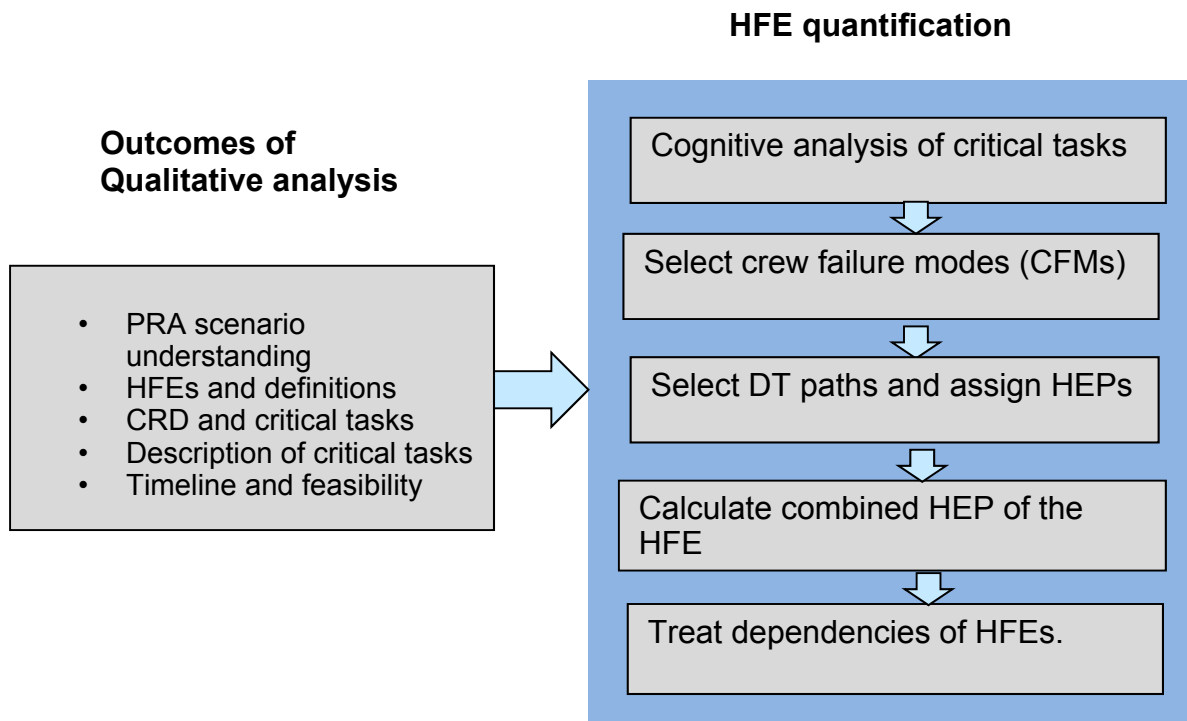 HFE quantification
Outcomes of
Qualitative analysis
• PRA scenario
understanding
• HFEs and definitions
• CRD and critical tasks
• Description of critical tasks
• Timeline and feasibility
Cognitive analysis of critical tasks
Select crew failure modes (CFMs)
Select DT paths and assign HEPs
Calculate combined HEP of the
HFE
Treat dependencies of HFEs.